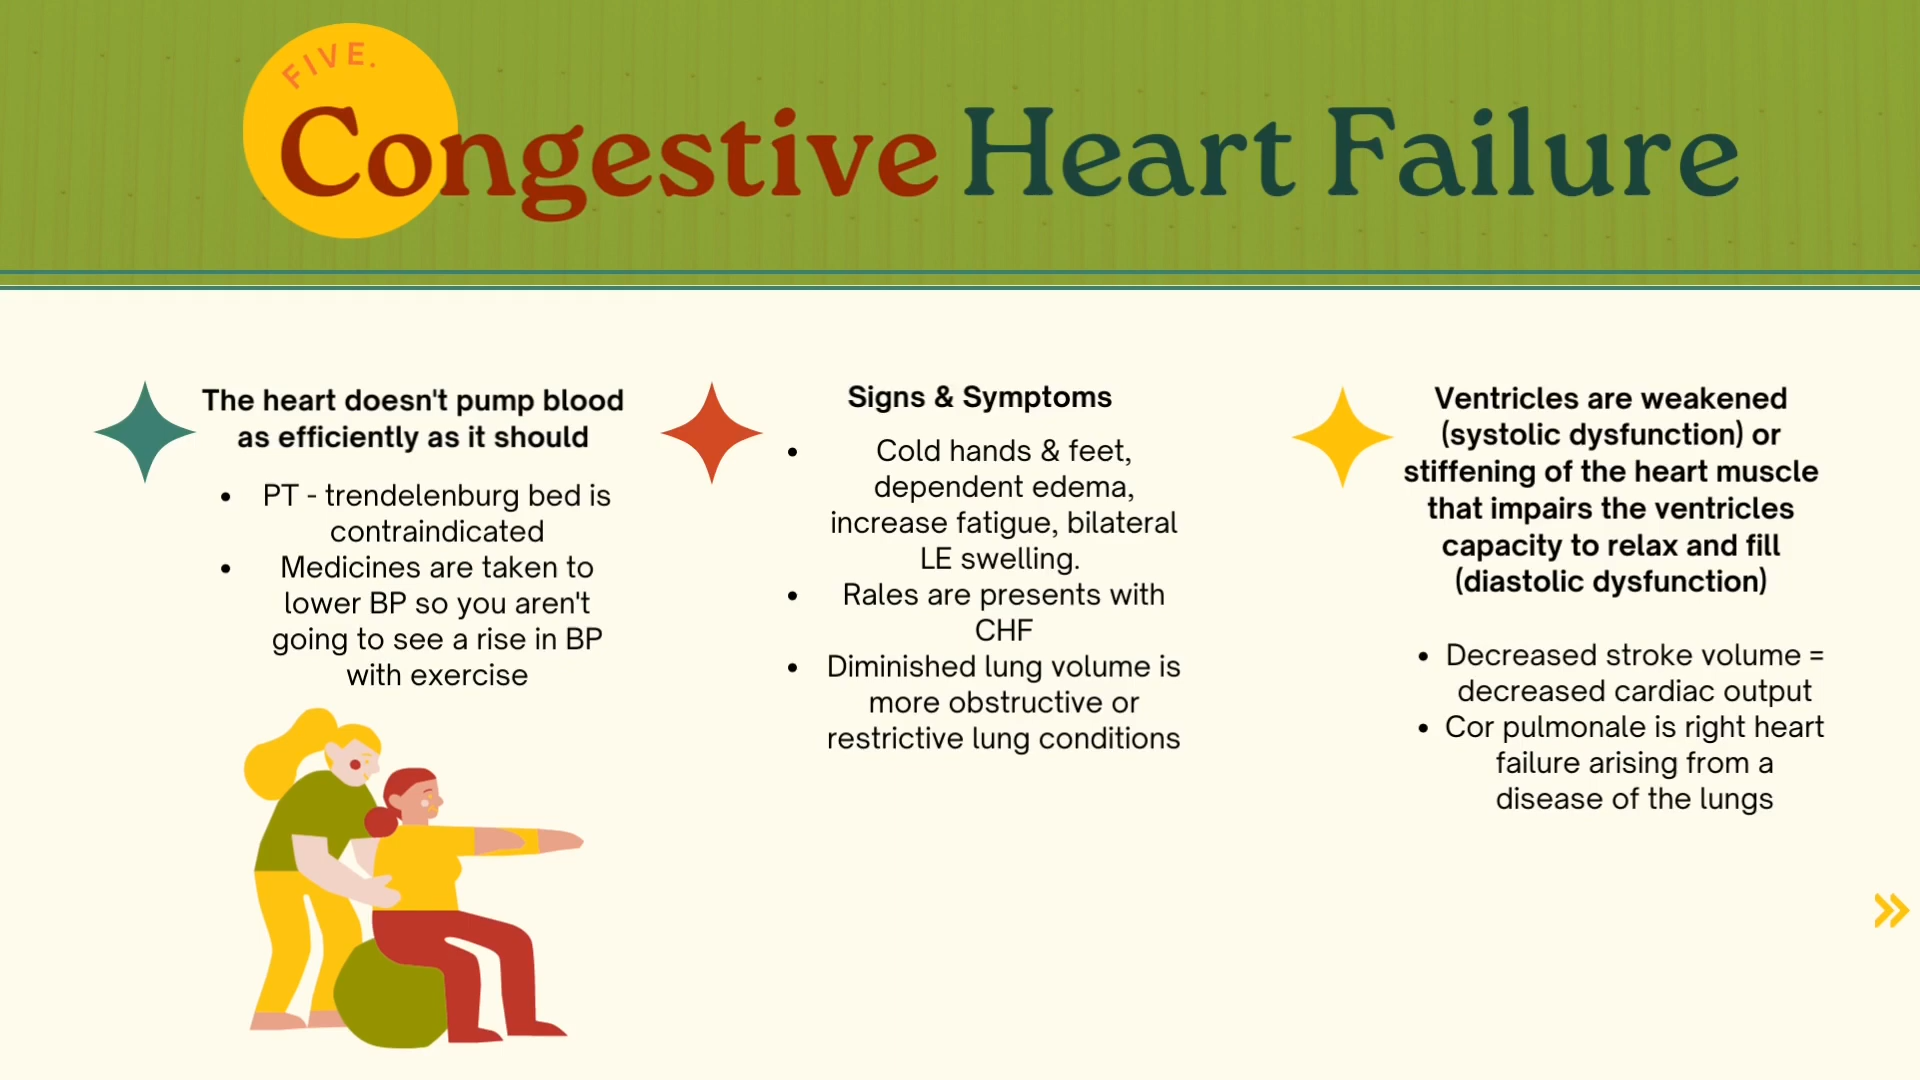 FIVE.
Congestive Heart Failure
The heart doesn't pump blood
as efficiently as it should
• PT - trendelenburg bed is
contraindicated
• Medicines are taken to
lower BP so you aren't
going to see a rise in BP
with exercise
Signs & Symptoms
• Cold hands & feet,
dependent edema,
increase fatigue, bilateral
LE swelling.
• Rales are presents with
CHF
• Diminished lung volume is
more obstructive or
restrictive lung conditions
Ventricles are weakened
(systolic dysfunction) or
stiffening of the heart muscle
that impairs the ventricles
capacity to relax and fill
(diastolic dysfunction)
• Decreased stroke volume =
decreased cardiac output
• Cor pulmonale is right heart
failure arising from a
disease of the lungs